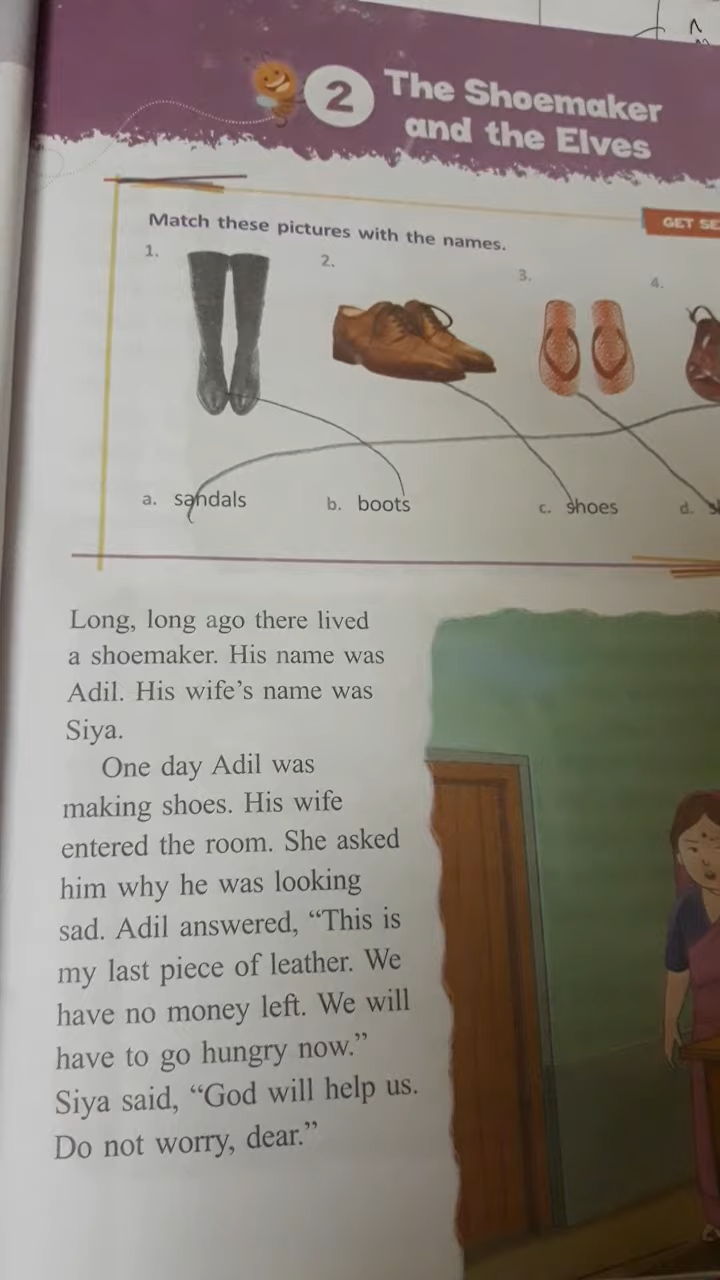 2
The Shoemaker
and the Elves
GET SE
Match these pictures with the names.
1.
2.
3.
4.
a. sandals
b. boots
c. shoes
d.
Long, long ago there lived
a shoemaker. His name was
Adil. His wife's name was
Siya.
One day Adil was
making shoes. His wife
entered the room. She asked
him why he was looking
sad. Adil answered, “This is
my last piece of leather. We
have no money left. We will
have to go hungry now.”
Siya said, “God will help us.
Do not worry, dear.”